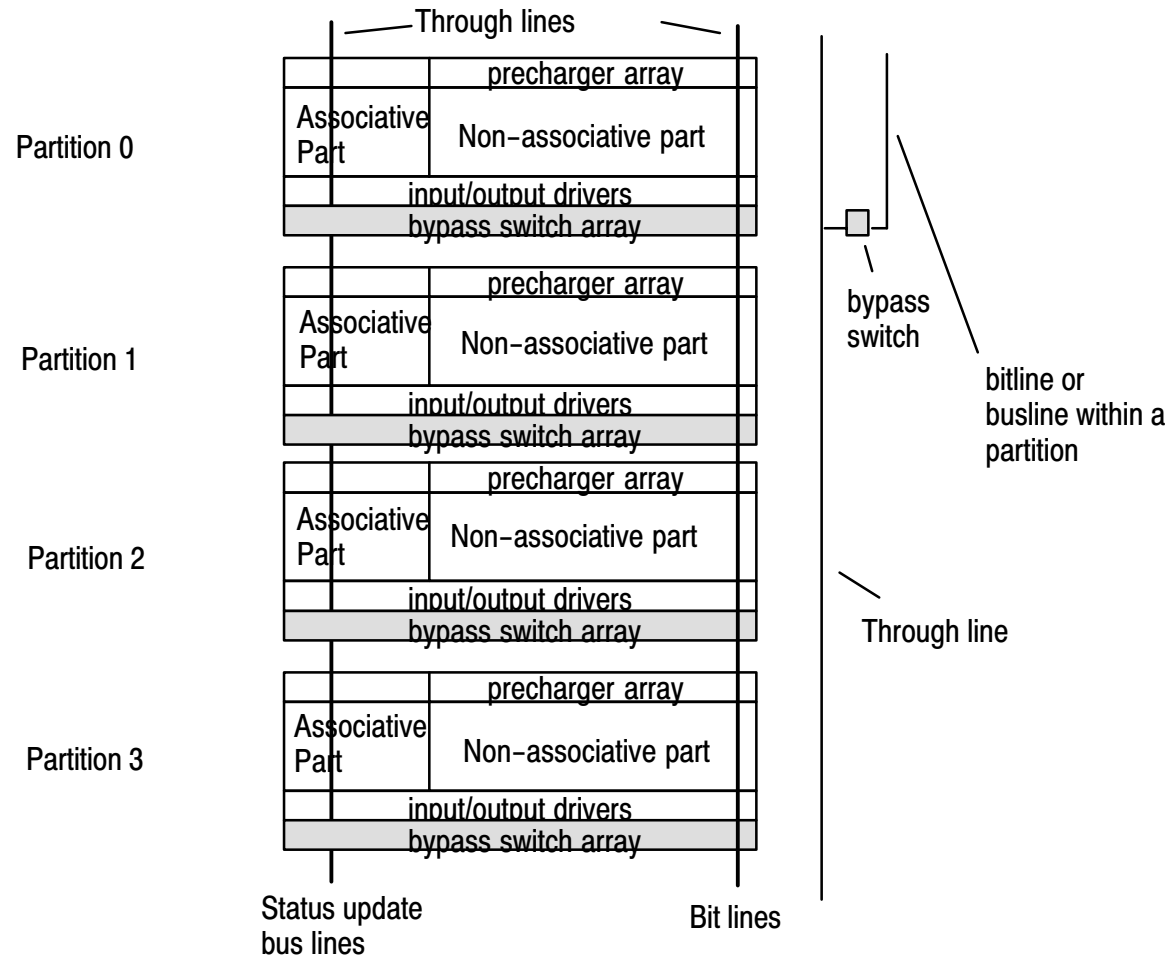 Through lines
precharger array
Partition 0
Associative
Part
Non-associative part
input/output drivers
bypass switch array
precharger array
Partition 1
Associative
Part
Non-associative part
input/output drivers
bypass switch array
precharger array
Partition 2
Associative
Part
Non-associative part
input/output drivers
bypass switch array
precharger array
Partition 3
Associative
Part
Non-associative part
input/output drivers
bypass switch array
Status update
bus lines
Bit lines
bypass
switch
bitline or
busline within a
partition
Through line